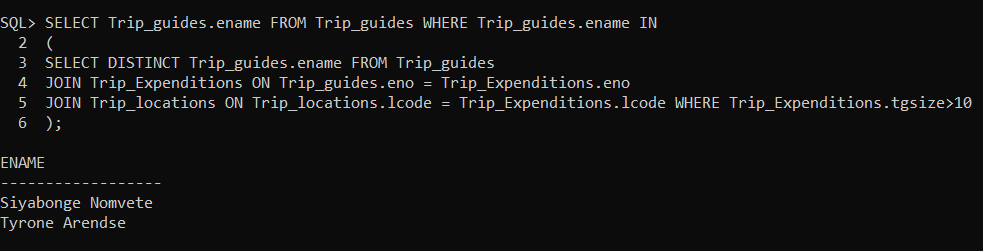 SQL> SELECT Trip_guides.ename FROM Trip_guides WHERE Trip_guides.ename IN
2 (
3 SELECT DISTINCT Trip_guides.ename FROM Trip_guides
4 JOIN Trip_Expenditions ON Trip_guides.eno = Trip_Expenditions.eno
5 JOIN Trip_locations ON Trip_locations.lcode = Trip_Expenditions.lcode WHERE Trip_Expenditions.tgsize>10
6 );
ENAME
------------------
Siyabonge Nomvete
Tyrone Arendse